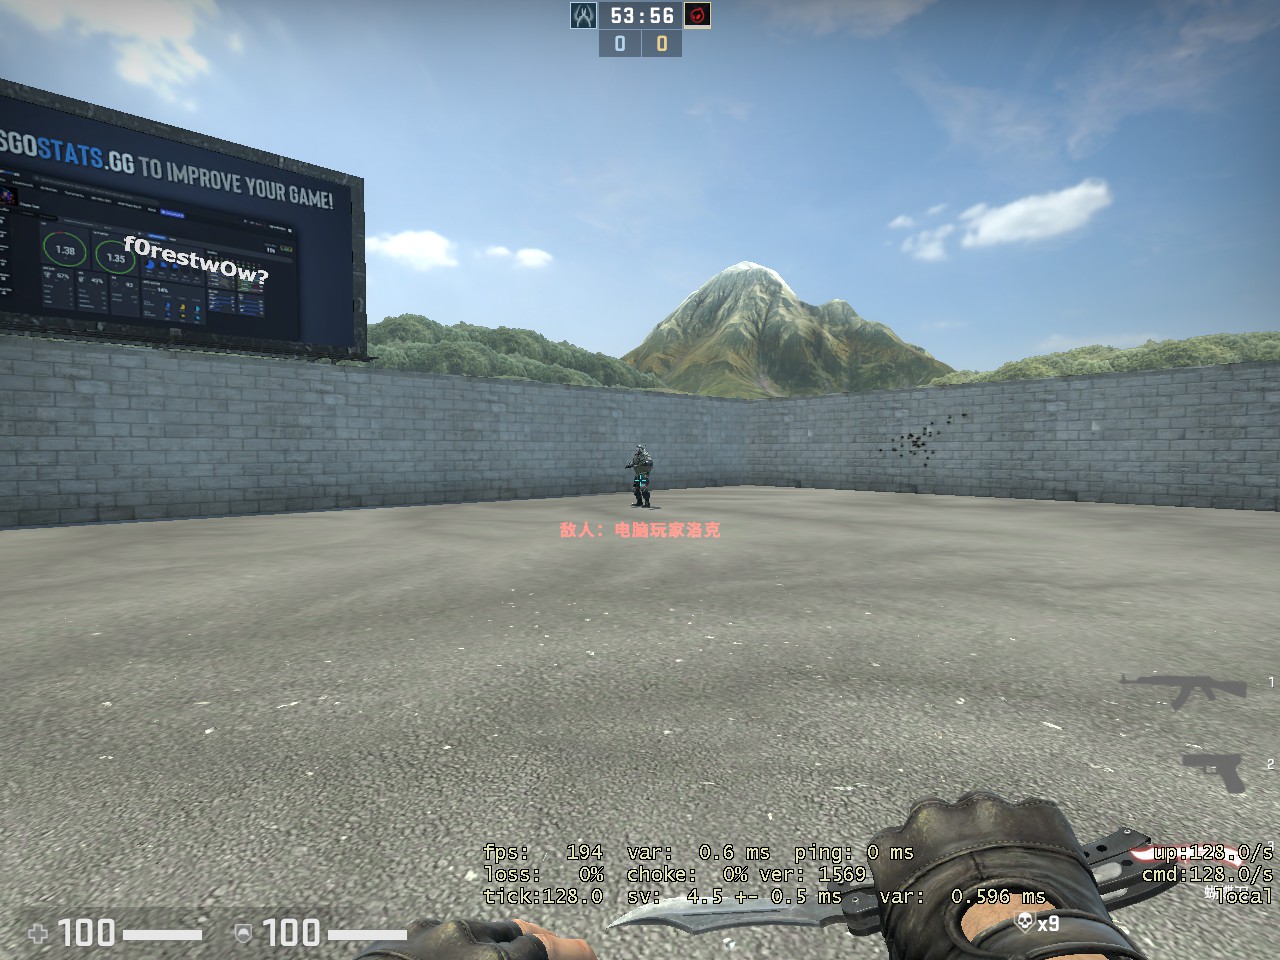 53:56
0 0
SGOSTATS.GG TO IMPROVE YOUR GAME!
1.38
1.35
f0restwOw?
敌人：电脑玩家洛克
1
2
fps: 194 var: 0.6 ms ping: 0 ms
loss: 0% choke: 0% ver: 1569
tick:128.0 sv: 4.5 +- 0.5 ms var: 0.596 ms
up:128.0/s
cmd:128.0/s
local
100
100
x9